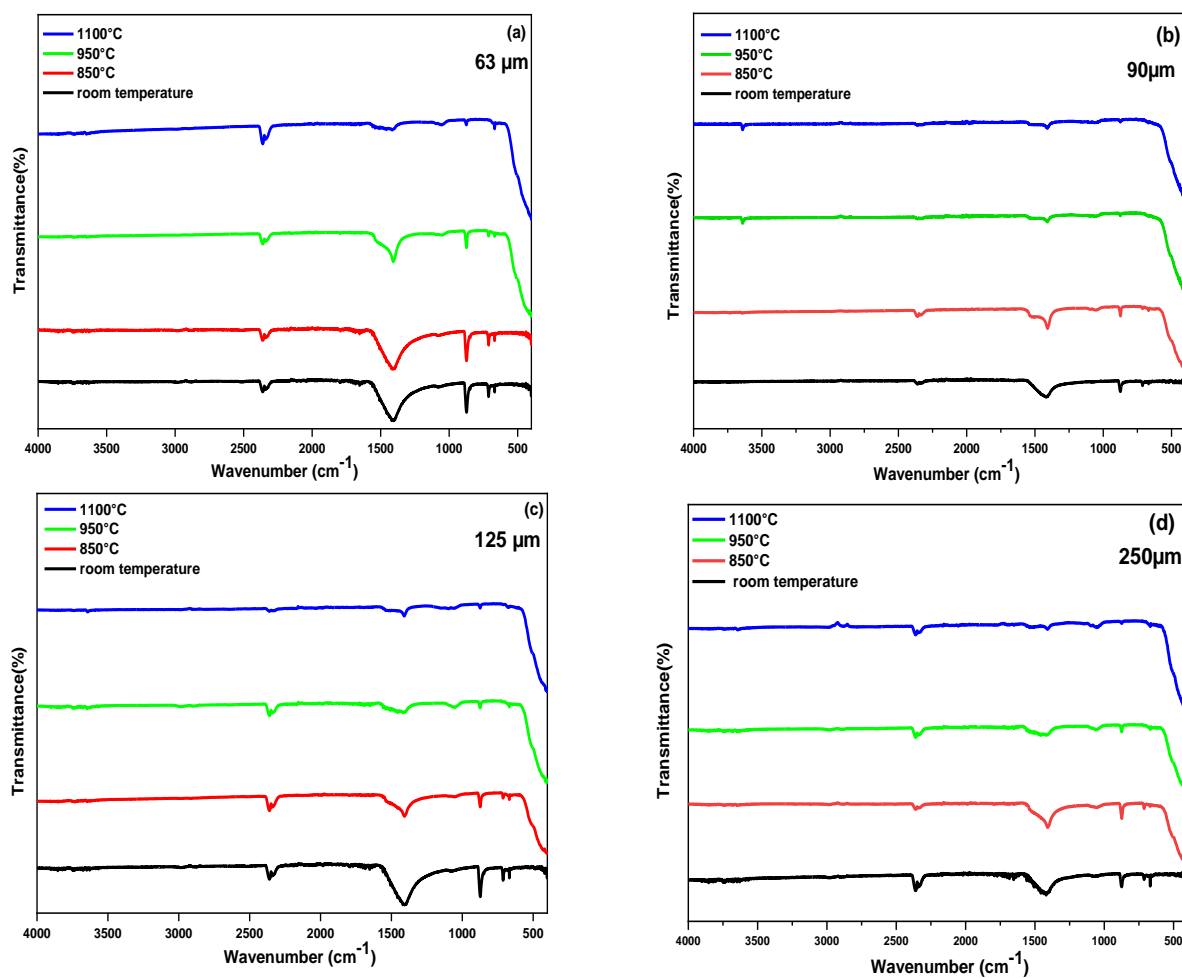 1100°C
950°C
850°C
room temperature
(a)
63 µm
Transmittance(%)
4000 3500 3000 2500 2000 1500 1000 500
Wavenumber (cm-1)
1100°C
950°C
850°C
room temperature
(b)
90µm
Transmittance(%)
4000 3500 3000 2500 2000 1500 1000 500
Wavenumber (cm-1)
1100°C
950°C
850°C
room temperature
(c)
125 µm
Transmittance(%)
4000 3500 3000 2500 2000 1500 1000 500
Wavenumber (cm-1)
1100°C
950°C
850°C
room temperature
(d)
250µm
Transmittance(%)
4000 3500 3000 2500 2000 1500 1000 500
Wavenumber (cm-1)